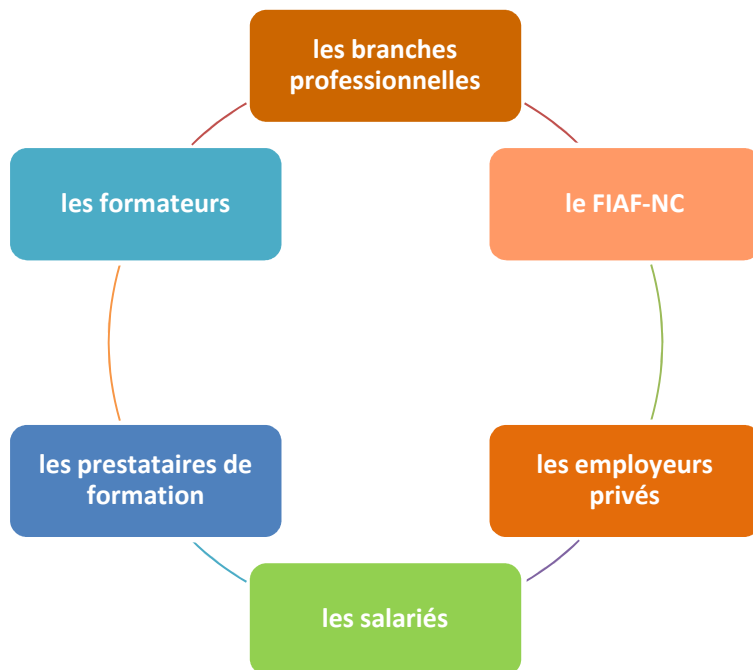 les branches
professionnelles
le FIAF-NC
les employeurs
privés
les salariés
les prestataires de
formation
les formateurs